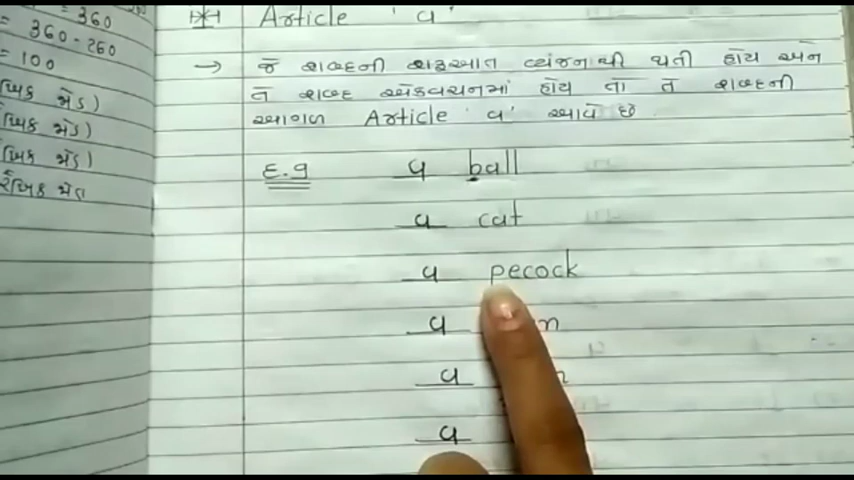 = 360
= 360 - 260
= 100
Article 'a'
→ જે શબ્દની શરૂઆત વ્યંજનથી થતી હોય અને
તે શબ્દ એકવચનમાં હોય તો તે શબ્દની
આગળ Article 'a' આવે છે.
E.g a ball
a cat
a pecock
a
a
a